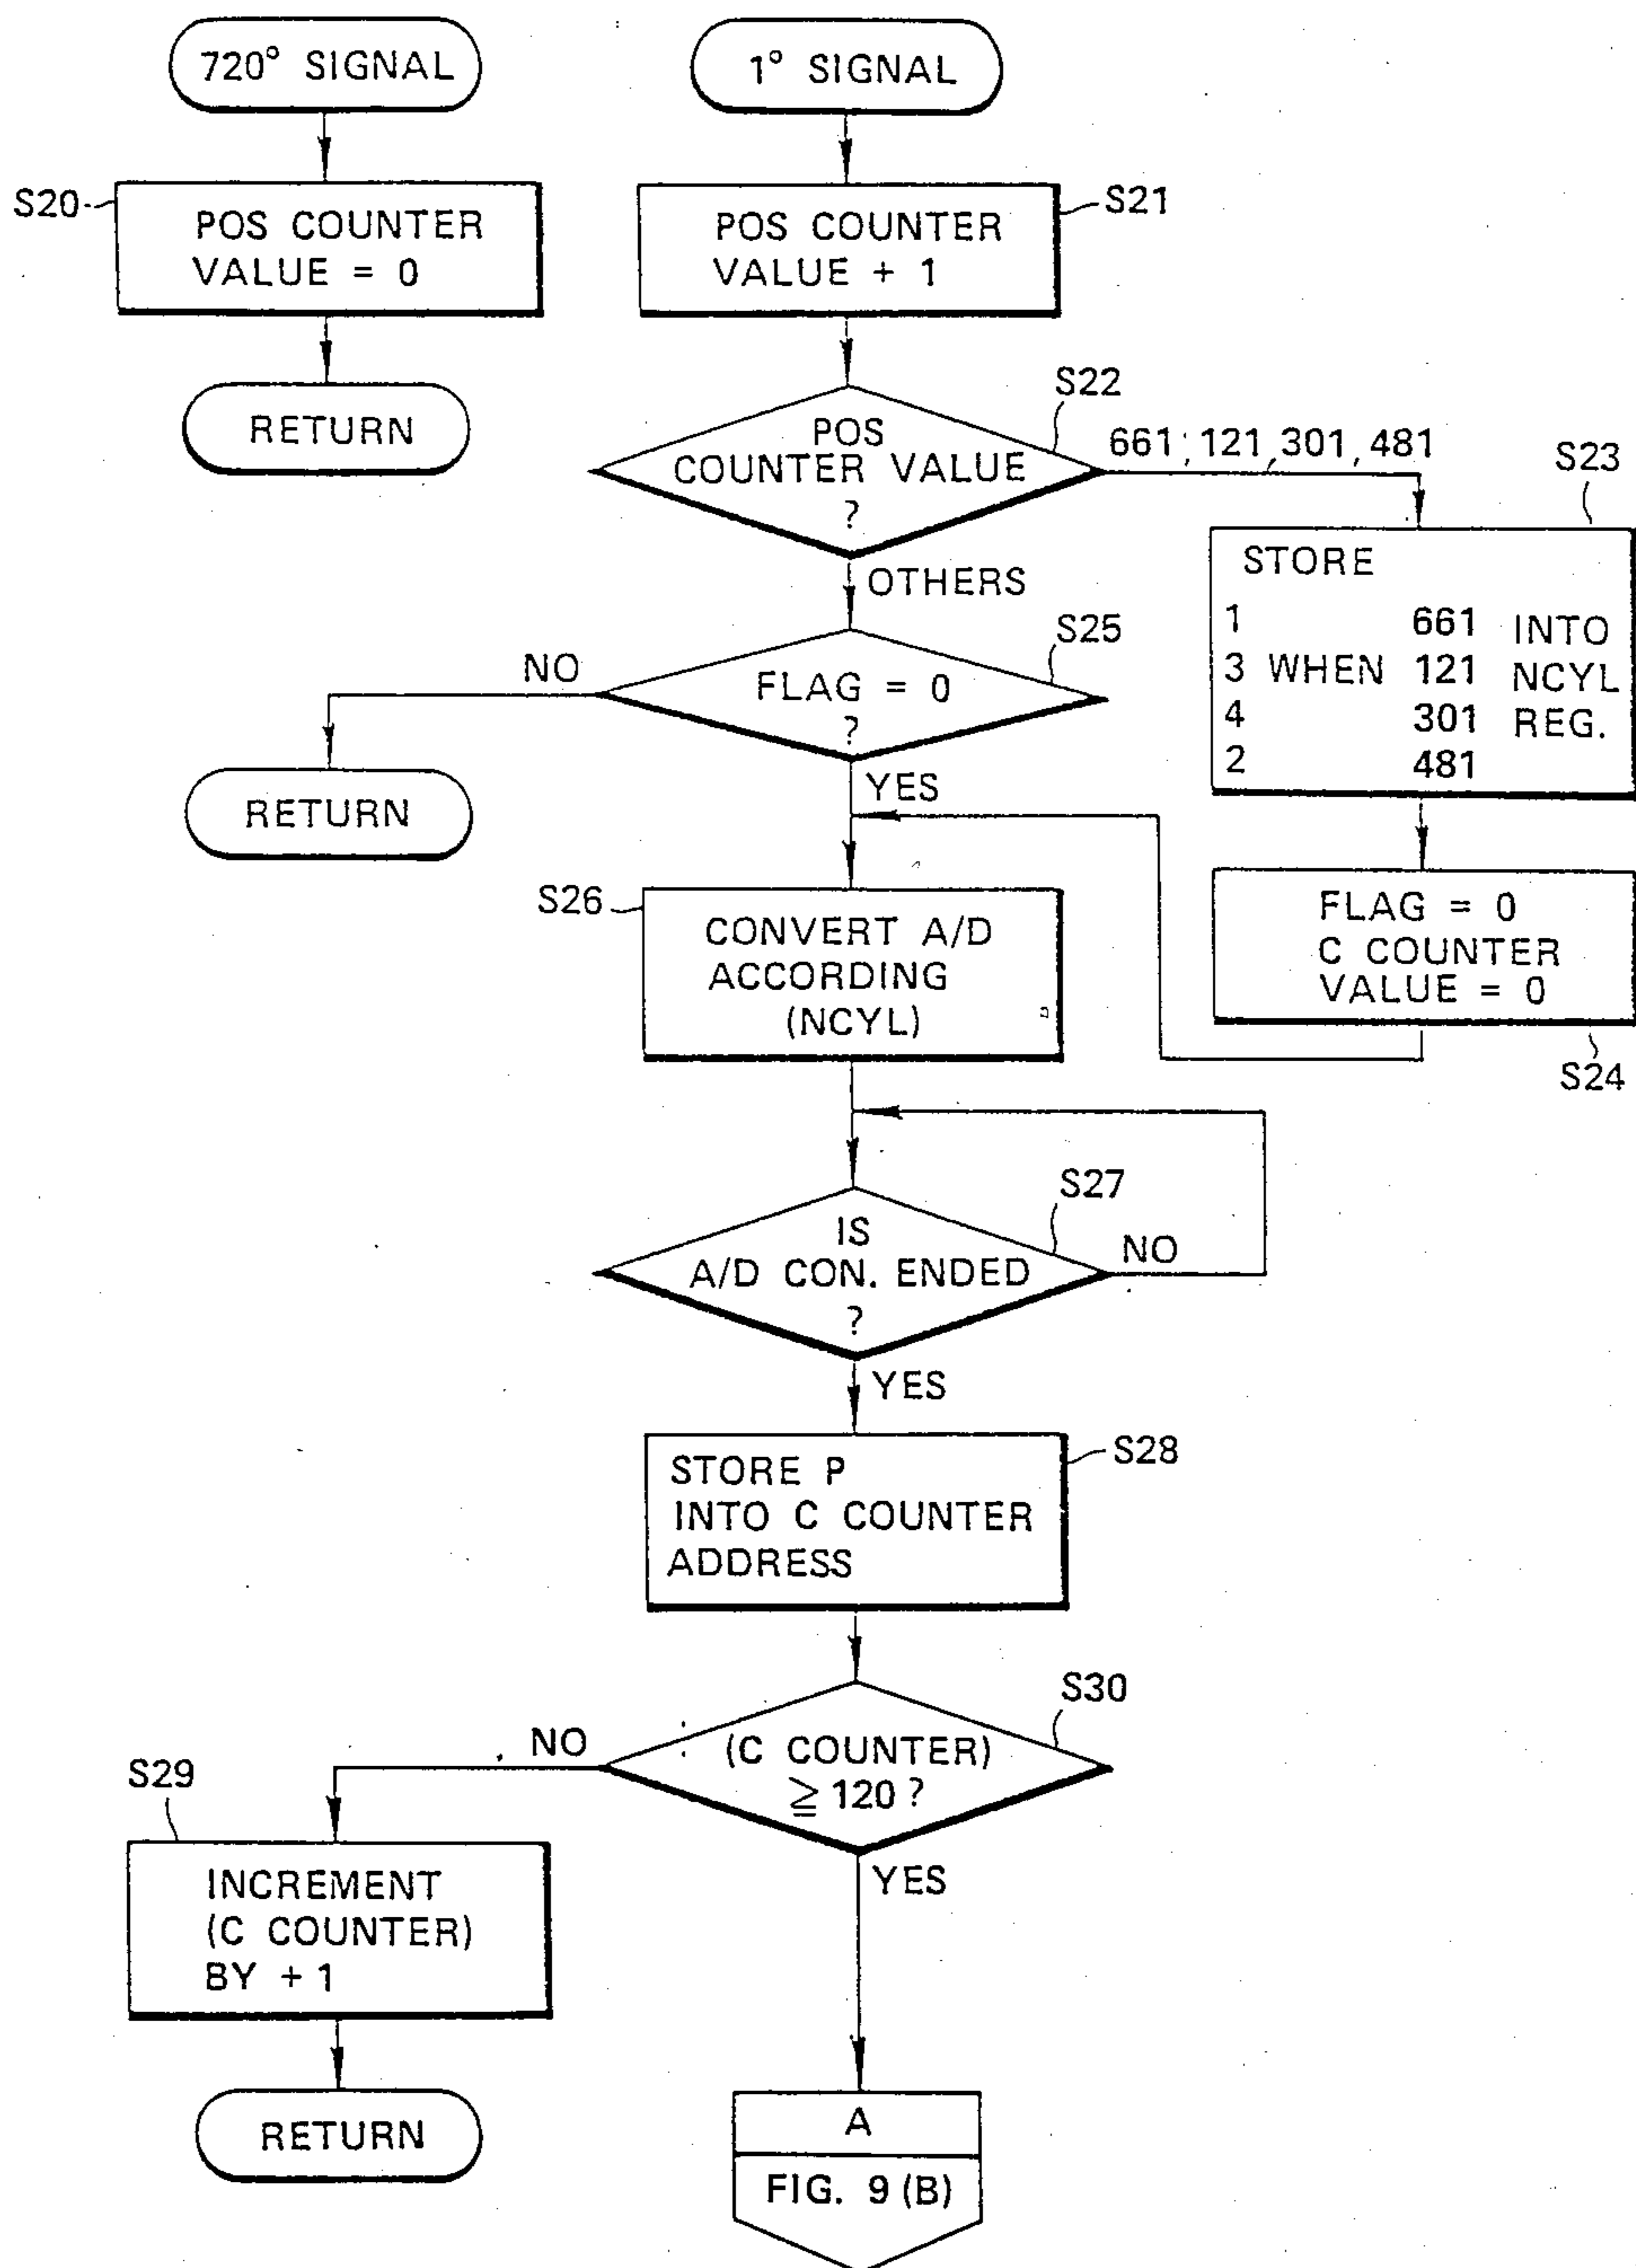 720° SIGNAL
S20
POS COUNTER
VALUE = 0
RETURN
1° SIGNAL
S21
POS COUNTER
VALUE + 1
S22
POS
COUNTER VALUE
?
661, 121, 301, 481
OTHERS
S23
STORE
1 661 INTO
3 WHEN 121 NCYL
4 301 REG.
2 481
FLAG = 0
C COUNTER
VALUE = 0
S24
S25
FLAG = 0
?
NO
RETURN
YES
S26
CONVERT A/D
ACCORDING
(NCYL)
S27
IS
A/D CON. ENDED
?
NO
YES
S28
STORE P
INTO C COUNTER
ADDRESS
S30
(C COUNTER)
≧ 120 ?
NO
S29
INCREMENT
(C COUNTER)
BY + 1
RETURN
YES
A
FIG. 9 (B)